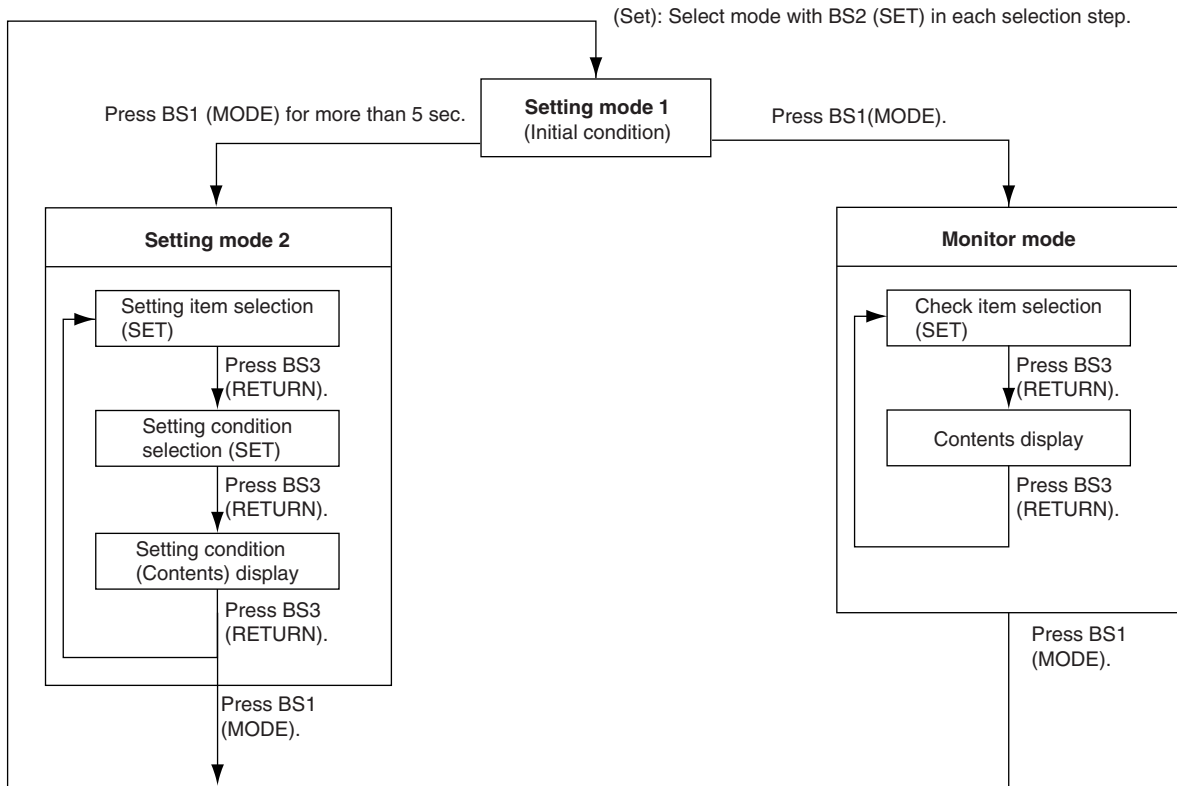 (Set): Select mode with BS2 (SET) in each selection step.
Setting mode 1
(Initial condition)
Press BS1 (MODE) for more than 5 sec.
Press BS1(MODE).
Setting mode 2
Setting item selection
(SET)
Press BS3
(RETURN).
Setting condition
selection (SET)
Press BS3
(RETURN).
Setting condition
(Contents) display
Press BS3
(RETURN).
Press BS1
(MODE).
Monitor mode
Check item selection
(SET)
Press BS3
(RETURN).
Contents display
Press BS3
(RETURN).
Press BS1
(MODE).